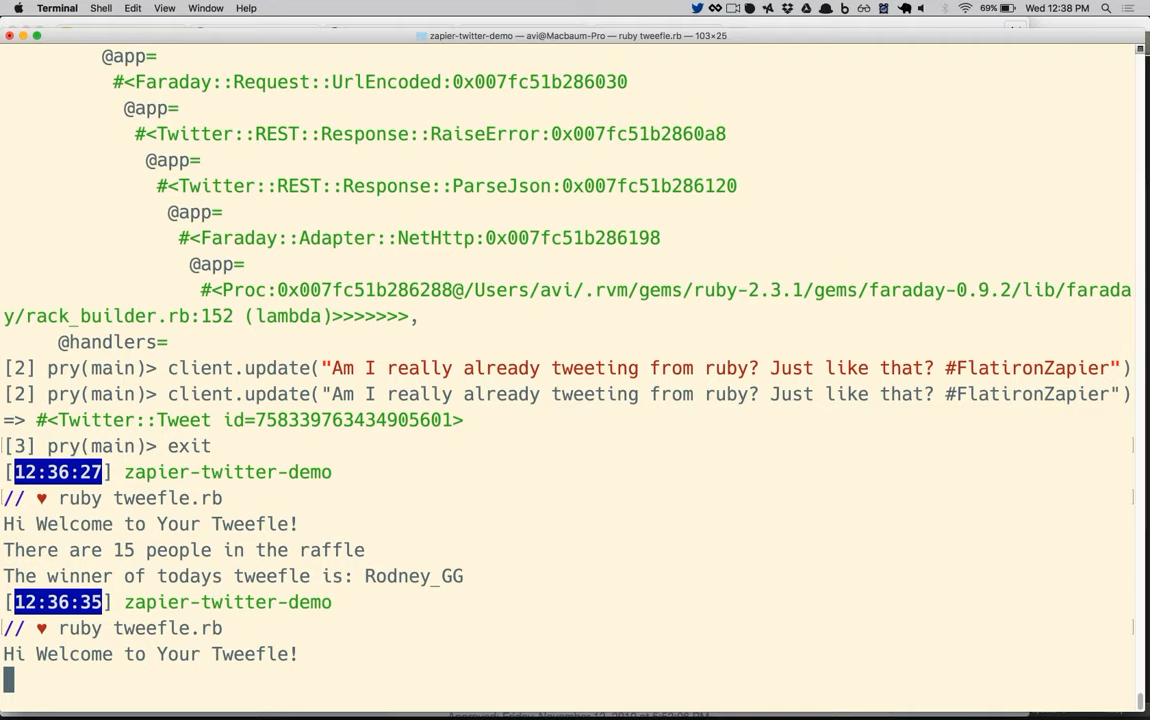 Terminal Shell Edit View Window Help 69% Wed 12:38 PM
zapier-twitter-demo — avi@Macbaum-Pro — ruby tweefle.rb — 103×25
@app=
#<Faraday::Request::UrlEncoded:0x007fc51b286030
@app=
#<Twitter::REST::Response::RaiseError:0x007fc51b2860a8
@app=
#<Twitter::REST::Response::ParseJson:0x007fc51b286120
@app=
#<Faraday::Adapter::NetHttp:0x007fc51b286198
@app=
#<Proc:0x007fc51b286288@/Users/avi/.rvm/gems/ruby-2.3.1/gems/faraday-0.9.2/lib/farada
y/rack_builder.rb:152 (lambda)>>>>>>>,
@handlers=
[2] pry(main)> client.update("Am I really already tweeting from ruby? Just like that? #FlatironZapier")
[2] pry(main)> client.update("Am I really already tweeting from ruby? Just like that? #FlatironZapier")
=> #<Twitter::Tweet id=758339763434905601>
[3] pry(main)> exit
[12:36:27] zapier-twitter-demo
// ♥ ruby tweefle.rb
Hi Welcome to Your Tweefle!
There are 15 people in the raffle
The winner of todays tweefle is: Rodney_GG
[12:36:35] zapier-twitter-demo
// ♥ ruby tweefle.rb
Hi Welcome to Your Tweefle!